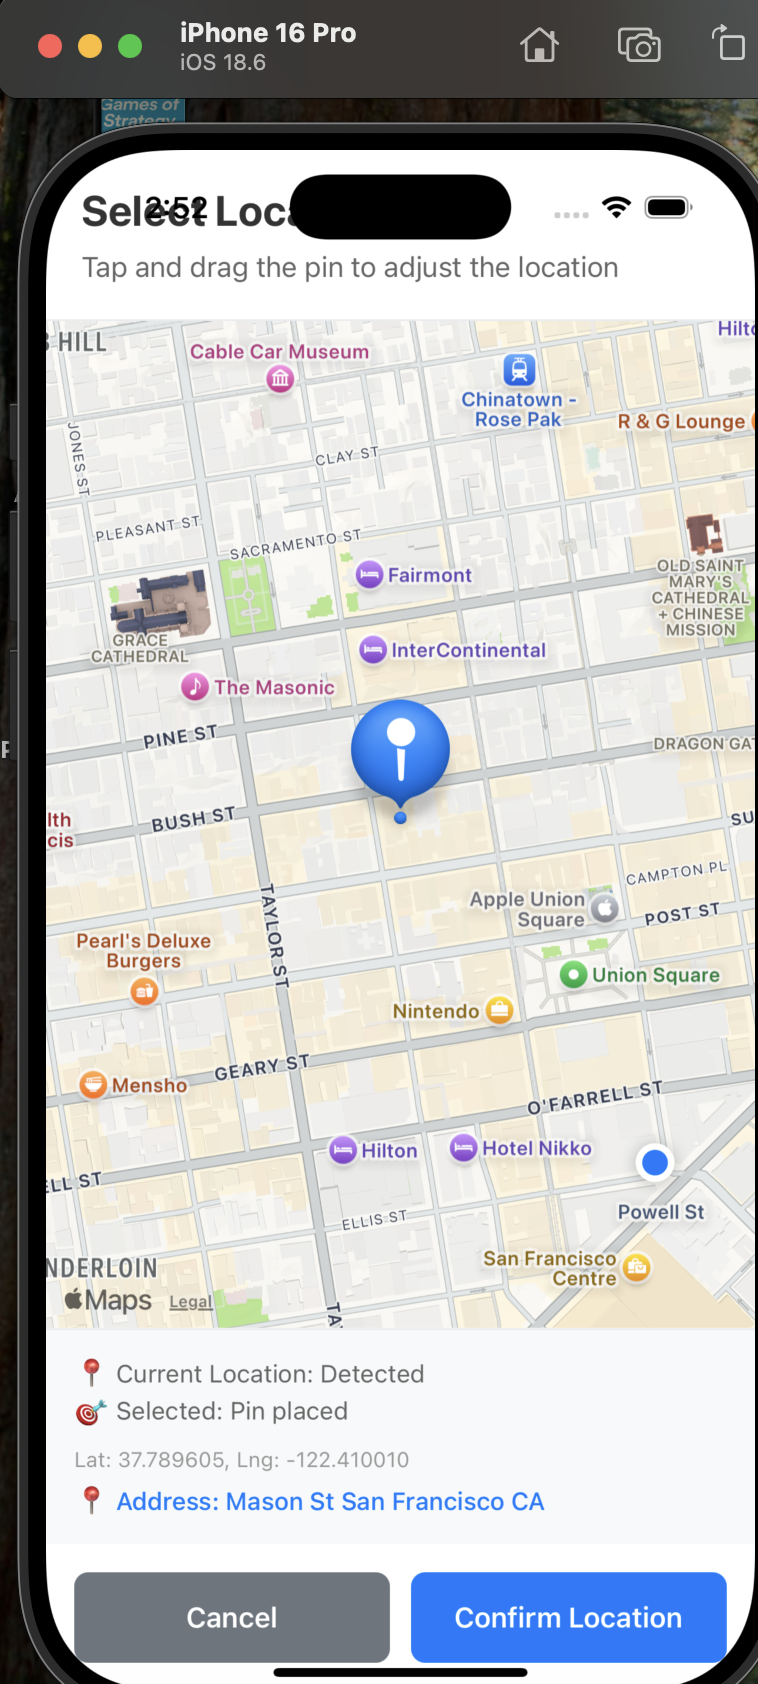 iPhone 16 Pro
iOS 18.6
Games of
Strategy
2:52
Select Loca
Tap and drag the pin to adjust the location
HILL
Cable Car Museum
Chinatown -
Rose Pak
R & G Lounge
JONES ST
CLAY ST
PLEASANT ST
SACRAMENTO ST
Fairmont
OLD SAINT
MARY'S
CATHEDRAL
+ CHINESE
MISSION
GRACE
CATHEDRAL
InterContinental
The Masonic
PINE ST
DRAGON GAT
BUSH ST
lth
cis
SU
CAMPTON PL
Apple Union
Square
POST ST
TAYLOR ST
Pearl's Deluxe
Burgers
Union Square
Nintendo
GEARY ST
Mensho
O'FARRELL ST
Hilton
Hotel Nikko
ELL ST
ELLIS ST
Powell St
San Francisco
Centre
NDERLOIN
Maps
Legal
TA
Current Location: Detected
Selected: Pin placed
Lat: 37.789605, Lng: -122.410010
Address: Mason St San Francisco CA
Cancel
Confirm Location